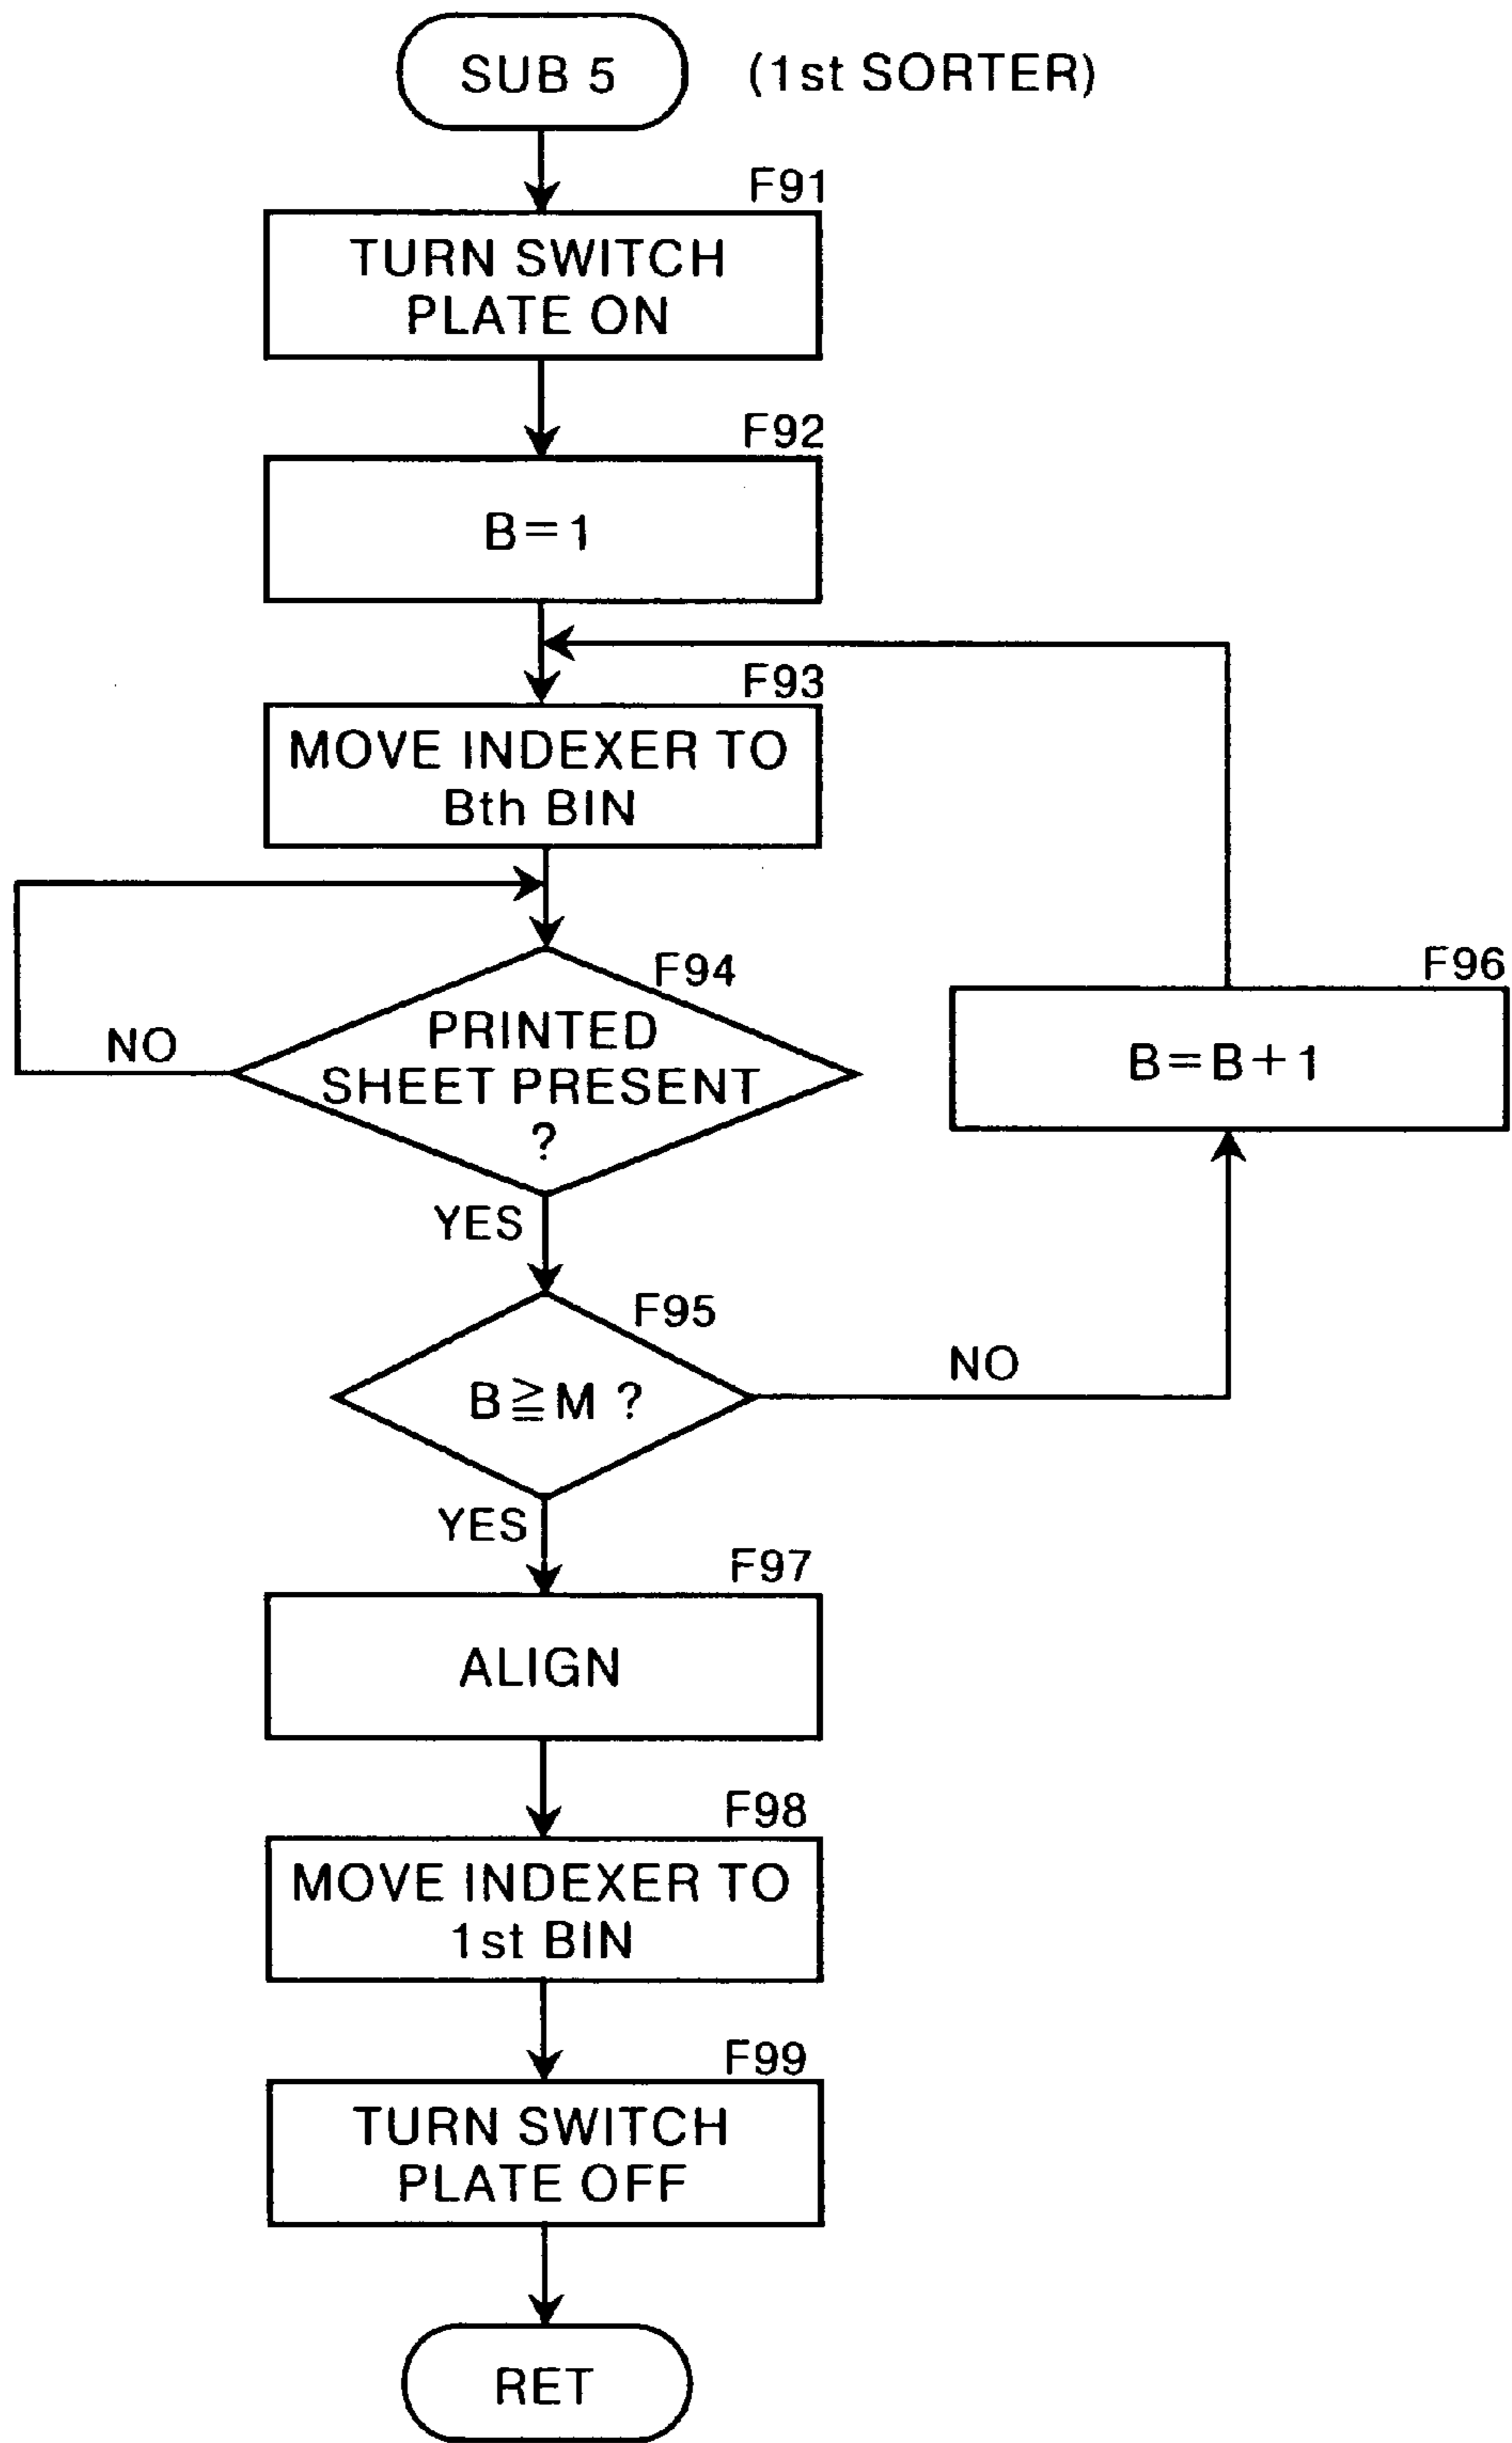 SUB 5 (1st SORTER)
F91
TURN SWITCH
PLATE ON
F92
B=1
F93
MOVE INDEXER TO
Bth BIN
F94
PRINTED
SHEET PRESENT
?
NO
YES
F95
B≧M ?
NO
F96
B=B+1
YES
F97
ALIGN
F98
MOVE INDEXER TO
1st BIN
F99
TURN SWITCH
PLATE OFF
RET